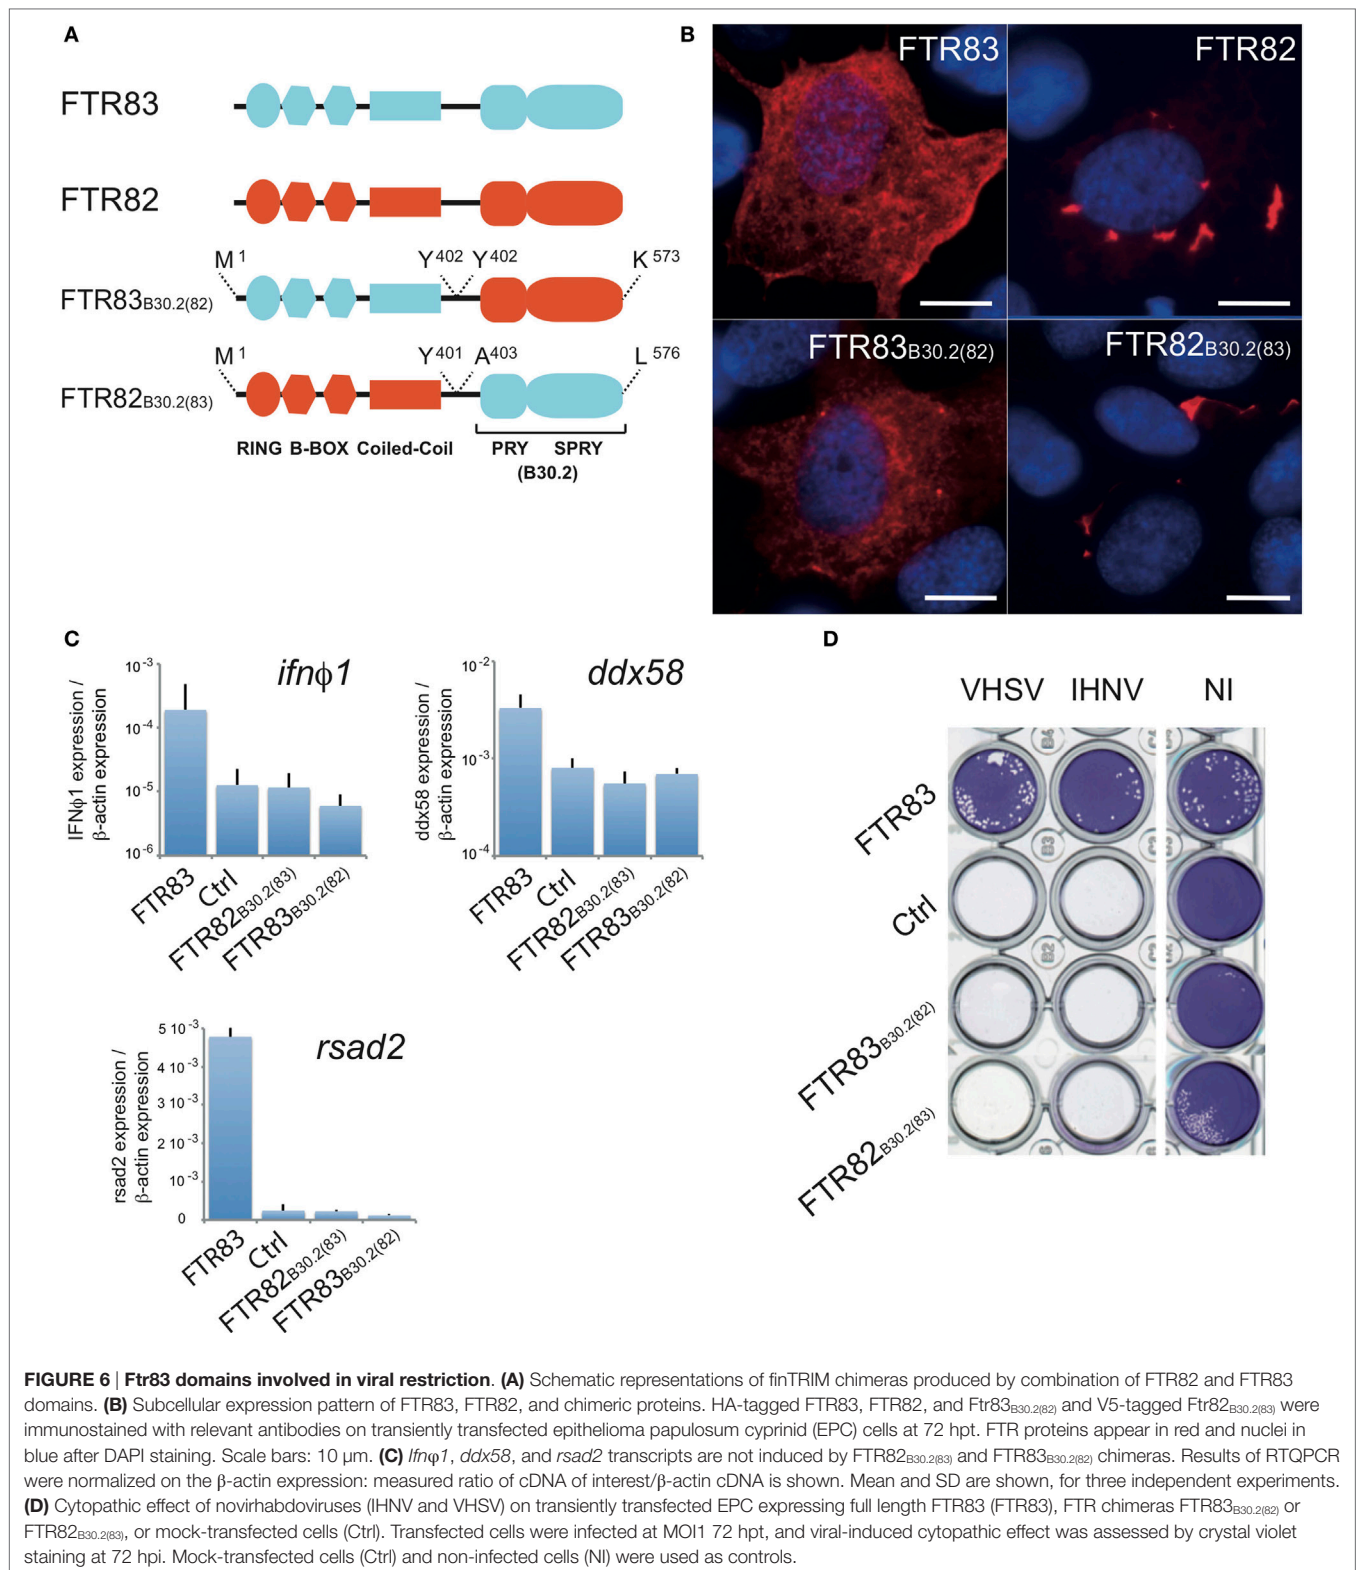 A
FTR83
FTR82
M1 Y402 Y402 K573
FTR83B30.2(82)
M1 Y401 A403 L576
FTR82B30.2(83)
RING B-BOX Coiled-Coil PRY SPRY
(B30.2)
B
FTR83 FTR82
FTR83B30.2(82) FTR82B30.2(83)
C
ifnϕ1
IFNϕ1 expression /
β-actin expression
10-3
10-4
10-5
10-6
FTR83 Ctrl FTR82B30.2(83) FTR83B30.2(82)
ddx58
ddx58 expression /
β-actin expression
10-2
10-3
10-4
FTR83 Ctrl FTR82B30.2(83) FTR83B30.2(82)
rsad2
rsad2 expression /
β-actin expression
5 10-3
4 10-3
3 10-3
2 10-3
10-3
0
FTR83 Ctrl FTR82B30.2(83) FTR83B30.2(82)
D
VHSV IHNV NI
FTR83
Ctrl
FTR83B30.2(82)
FTR82B30.2(83)
FIGURE 6 | Ftr83 domains involved in viral restriction. (A) Schematic representations of finTRIM chimeras produced by combination of FTR82 and FTR83
domains. (B) Subcellular expression pattern of FTR83, FTR82, and chimeric proteins. HA-tagged FTR83, FTR82, and Ftr83B30.2(82) and V5-tagged Ftr82B30.2(83) were
immunostained with relevant antibodies on transiently transfected epithelioma papulosum cyprinid (EPC) cells at 72 hpt. FTR proteins appear in red and nuclei in
blue after DAPI staining. Scale bars: 10 µm. (C) Ifnφ1, ddx58, and rsad2 transcripts are not induced by FTR82B30.2(83) and FTR83B30.2(82) chimeras. Results of RTQPCR
were normalized on the β-actin expression: measured ratio of cDNA of interest/β-actin cDNA is shown. Mean and SD are shown, for three independent experiments.
(D) Cytopathic effect of novirhabdoviruses (IHNV and VHSV) on transiently transfected EPC expressing full length FTR83 (FTR83), FTR chimeras FTR83B30.2(82) or
FTR82B30.2(83), or mock-transfected cells (Ctrl). Transfected cells were infected at MOI1 72 hpt, and viral-induced cytopathic effect was assessed by crystal violet
staining at 72 hpi. Mock-transfected cells (Ctrl) and non-infected cells (NI) were used as controls.